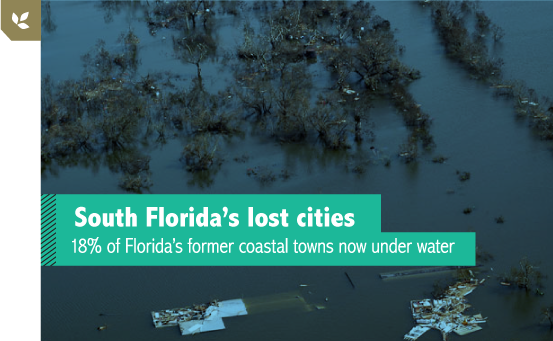 South Florida's lost cities
18% of Florida's former coastal towns now under water